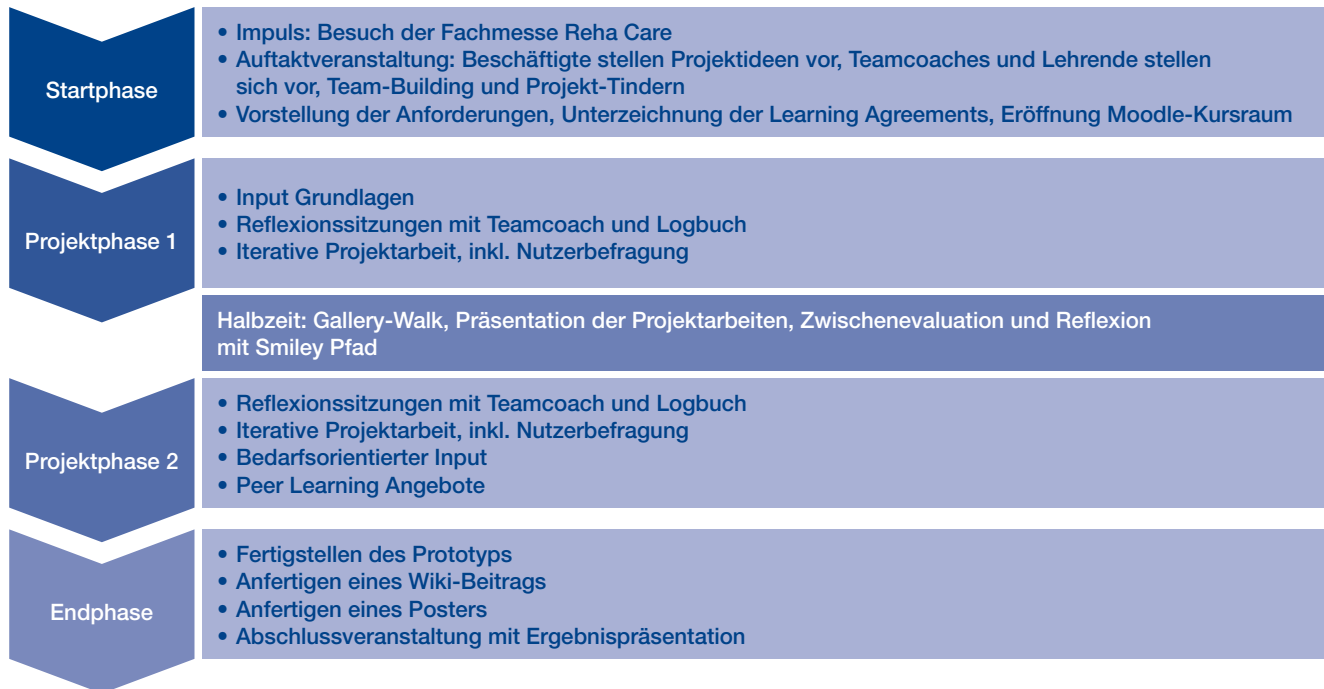 Startphase
• Impuls: Besuch der Fachmesse Reha Care
• Auftaktveranstaltung: Beschäftigte stellen Projektideen vor, Teamcoaches und Lehrende stellen
sich vor, Team-Building und Projekt-Tindern
• Vorstellung der Anforderungen, Unterzeichnung der Learning Agreements, Eröffnung Moodle-Kursraum
Projektphase 1
• Input Grundlagen
• Reflexionssitzungen mit Teamcoach und Logbuch
• Iterative Projektarbeit, inkl. Nutzerbefragung
Halbzeit: Gallery-Walk, Präsentation der Projektarbeiten, Zwischenevaluation und Reflexion
mit Smiley Pfad
Projektphase 2
• Reflexionssitzungen mit Teamcoach und Logbuch
• Iterative Projektarbeit, inkl. Nutzerbefragung
• Bedarfsorientierter Input
• Peer Learning Angebote
Endphase
• Fertigstellen des Prototyps
• Anfertigen eines Wiki-Beitrags
• Anfertigen eines Posters
• Abschlussveranstaltung mit Ergebnispräsentation